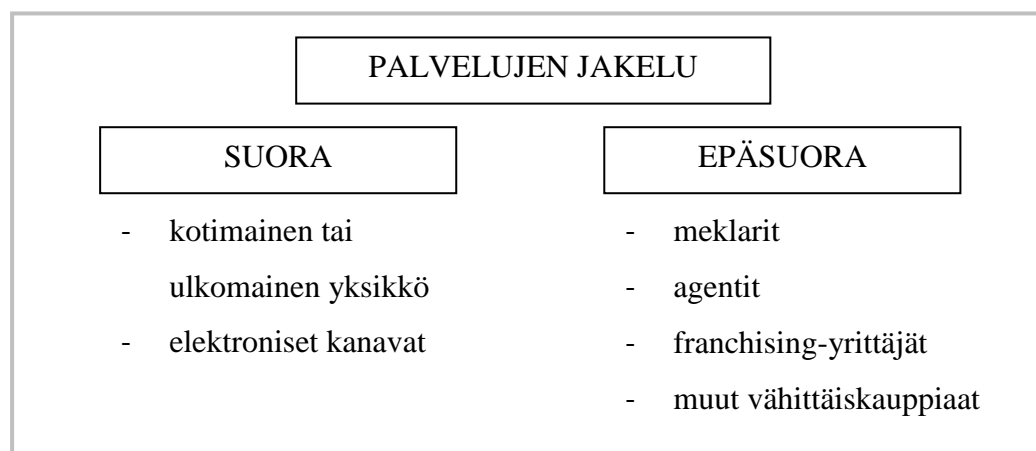 PALVELUJEN JAKELU
SUORA
- kotimainen tai
ulkomainen yksikkö
- elektroniset kanavat
EPÄSUORA
- meklarit
- agentit
- franchising-yrittäjät
- muut vähittäiskauppiaat